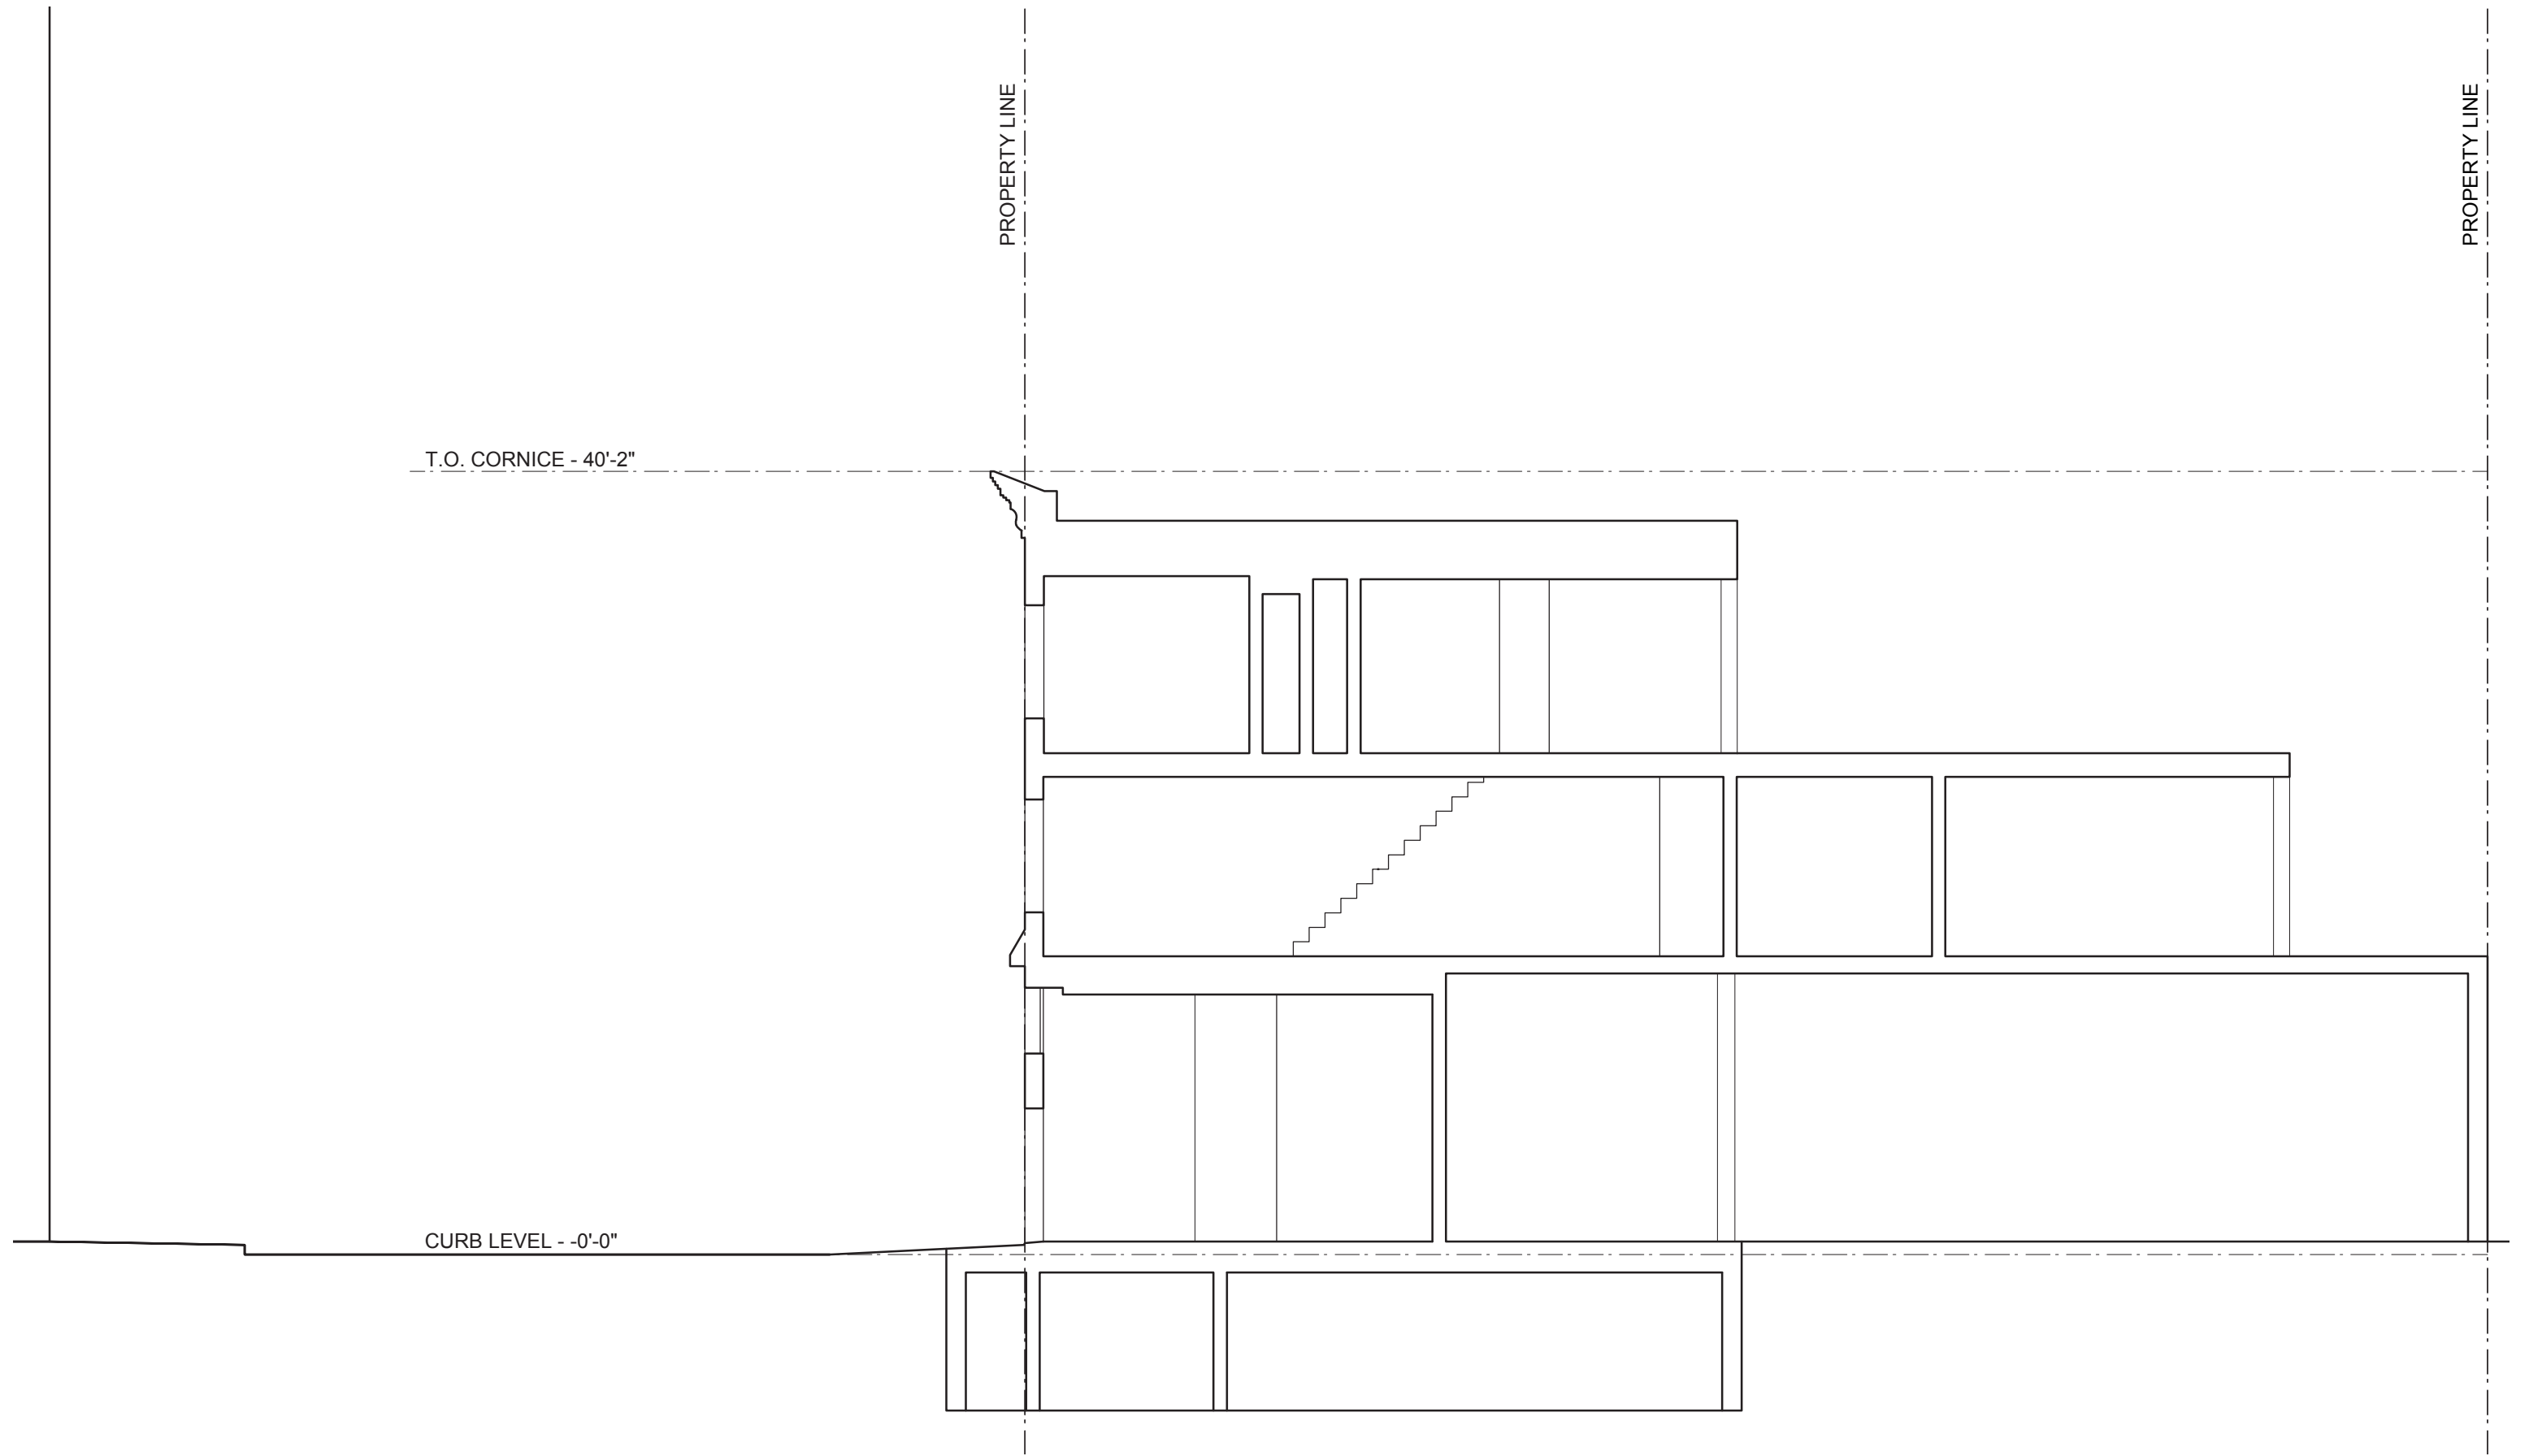 PROPERTY LINE
PROPERTY LINE
T.O. CORNICE - 40'-2"
CURB LEVEL - -0'-0"